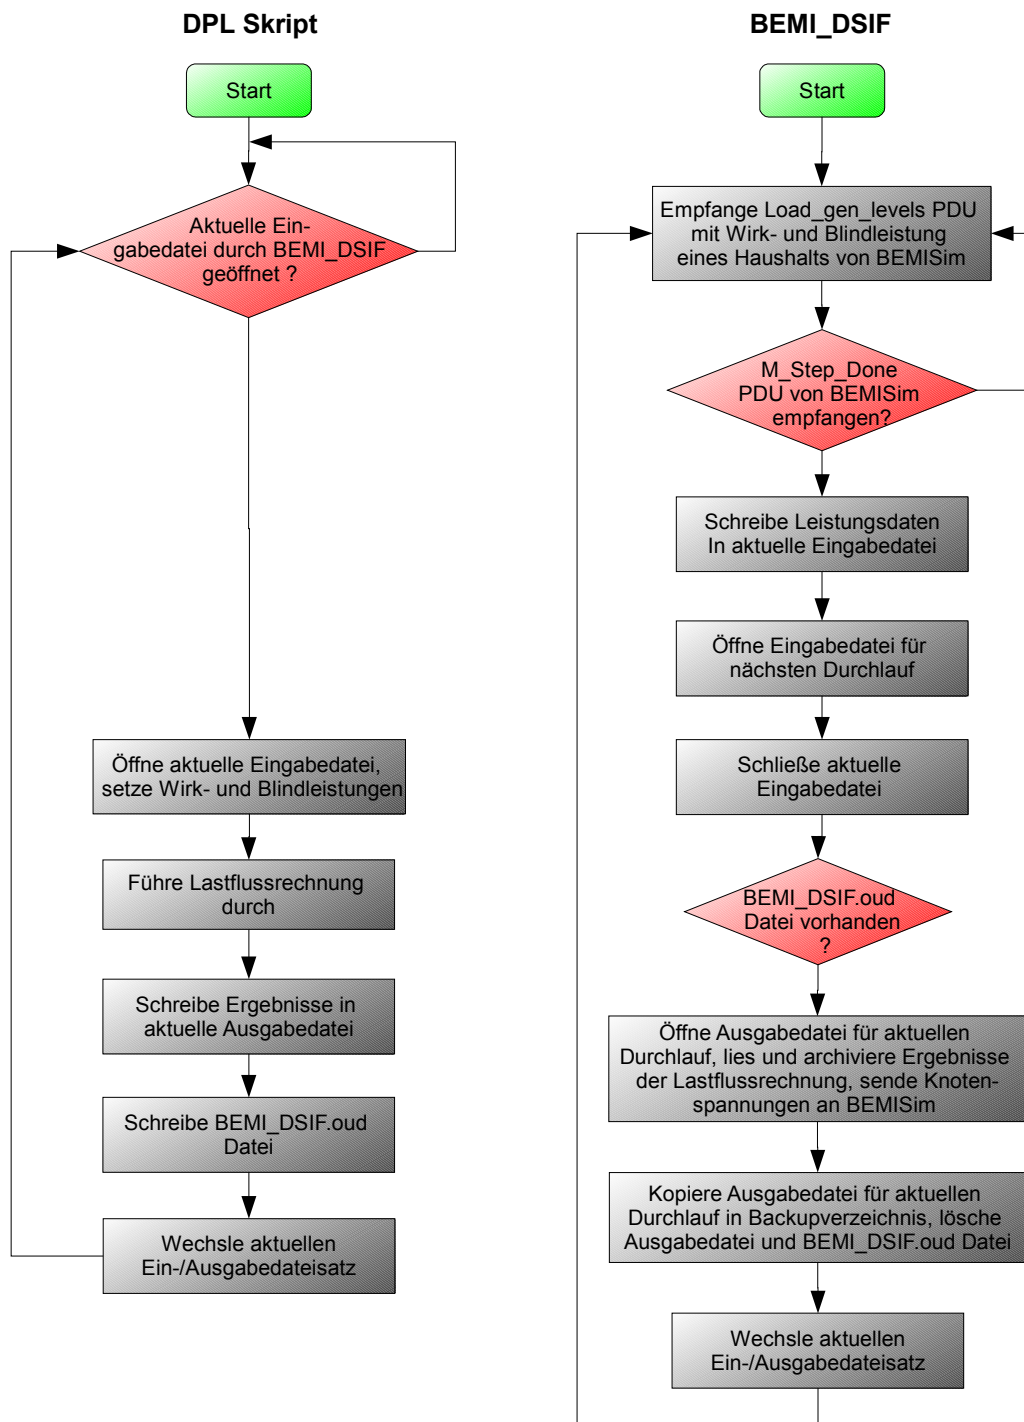 DPL Skript
Start
Aktuelle Ein-
gabedatei durch BEMI_DSIF
geöffnet ?
Öffne aktuelle Eingabedatei,
setze Wirk- und Blindleistungen
Führe Lastflussrechnung
durch
Schreibe Ergebnisse in
aktuelle Ausgabedatei
Schreibe BEMI_DSIF.oud
Datei
Wechsle aktuellen
Ein-/Ausgabedateisatz
BEMI_DSIF
Start
Empfange Load_gen_levels PDU
mit Wirk- und Blindleistung
eines Haushalts von BEMISim
M_Step_Done
PDU von BEMISim
empfangen?
Schreibe Leistungsdaten
In aktuelle Eingabedatei
Öffne Eingabedatei für
nächsten Durchlauf
Schließe aktuelle
Eingabedatei
BEMI_DSIF.oud
Datei vorhanden
?
Öffne Ausgabedatei für aktuellen
Durchlauf, lies und archiviere Ergebnisse
der Lastflussrechnung, sende Knoten-
spannungen an BEMISim
Kopiere Ausgabedatei für aktuellen
Durchlauf in Backupverzeichnis, lösche
Ausgabedatei und BEMI_DSIF.oud Datei
Wechsle aktuellen
Ein-/Ausgabedateisatz